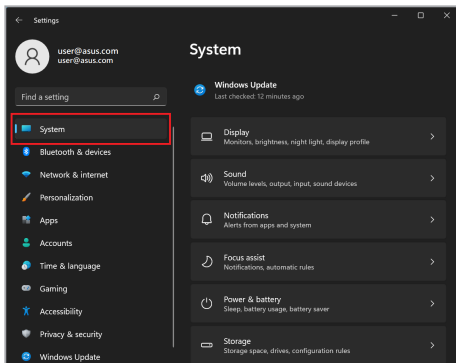 Settings
user@asus.com
user@asus.com
Find a setting
System
Bluetooth & devices
Network & internet
Personalization
Apps
Accounts
Time & language
Gaming
Accessibility
Privacy & security
Windows Update
System
Windows Update
Last checked: 12 minutes ago
Display
Monitors, brightness, night light, display profile
Sound
Volume levels, output, input, sound devices
Notifications
Alerts from apps and system
Focus assist
Notifications, automatic rules
Power & battery
Sleep, battery usage, battery saver
Storage
Storage space, drives, configuration rules